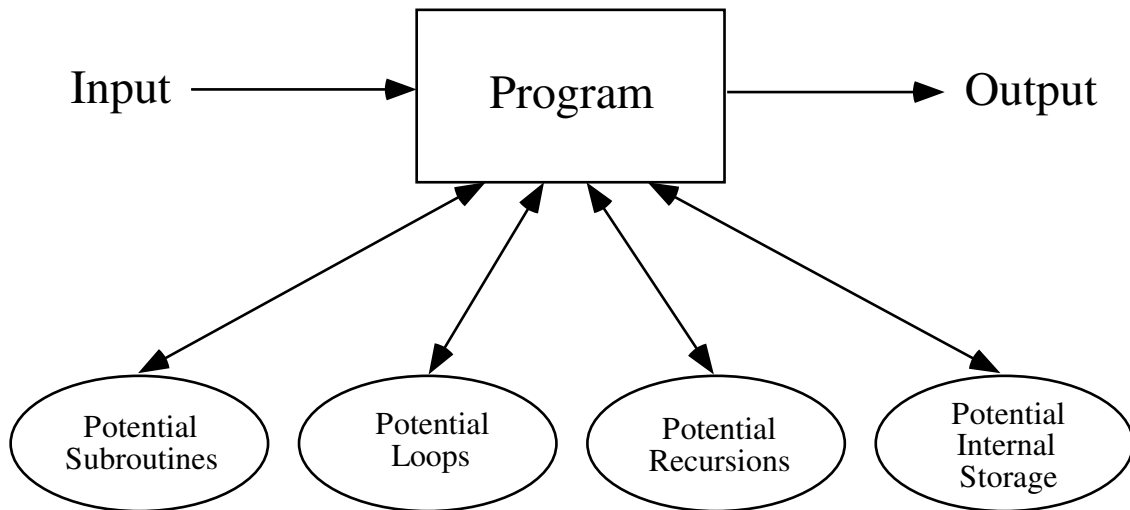 Input
Program
Output
Potential
Subroutines
Potential
Loops
Potential
Recursions
Potential
Internal
Storage